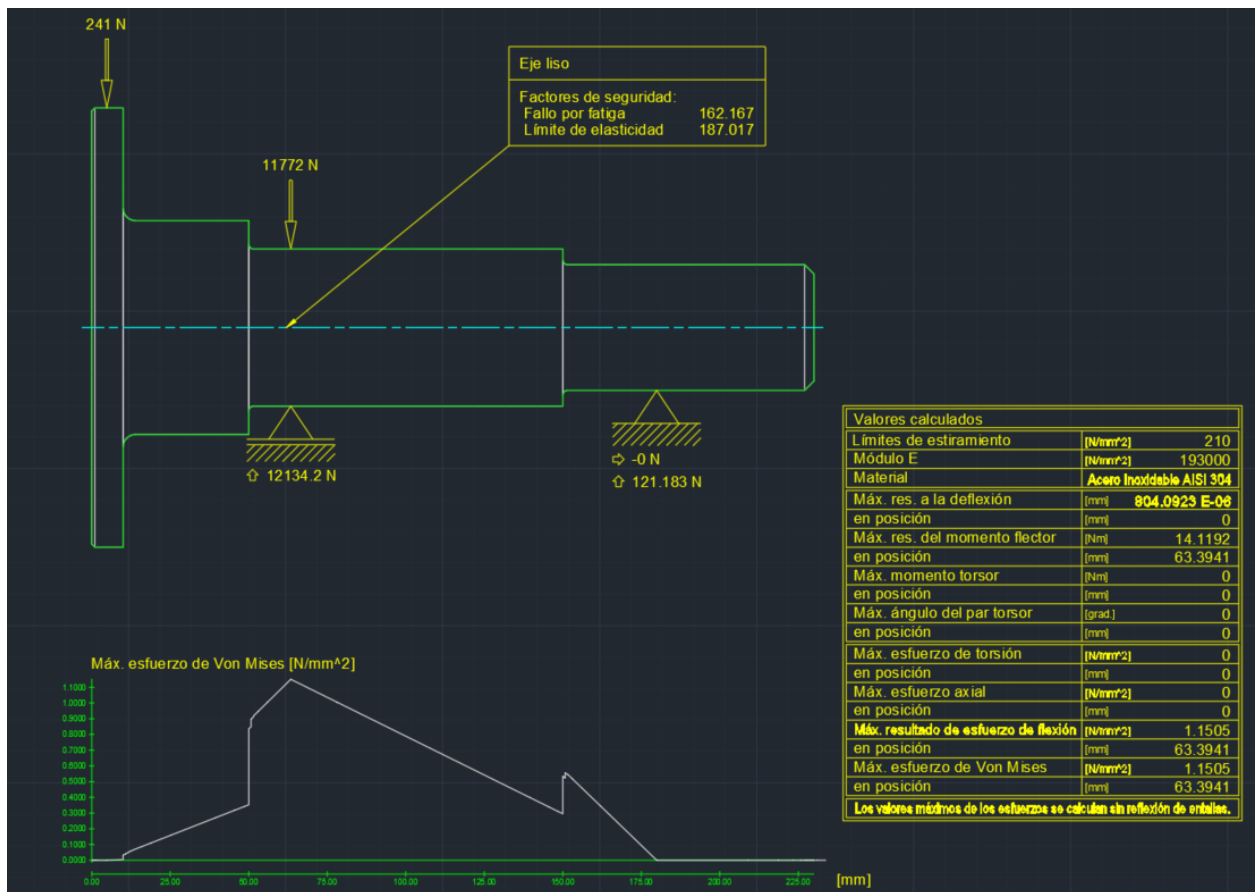 241 N
Eje liso
Factores de seguridad:
Fallo por fatiga 162.167
Límite de elasticidad 187.017
11772 N
12134.2 N
-0 N
121.183 N
Valores calculados
Límites de estiramiento [N/mm^2] 210
Módulo E [N/mm^2] 193000
Material Acero Inoxidable AISI 304
Máx. res. a la deflexión [mm] 804.0923 E-06
en posición [mm] 0
Máx. res. del momento flector [Nm] 14.1192
en posición [mm] 63.3941
Máx. momento torsor [Nm] 0
en posición [mm] 0
Máx. ángulo del par torsor [grad.] 0
en posición [mm] 0
Máx. esfuerzo de torsión [N/mm^2] 0
en posición [mm] 0
Máx. esfuerzo axial [N/mm^2] 0
en posición [mm] 0
Máx. resultado de esfuerzo de flexión [N/mm^2] 1.1505
en posición [mm] 63.3941
Máx. esfuerzo de Von Mises [N/mm^2] 1.1505
en posición [mm] 63.3941
Los valores máximos de los esfuerzos se calculan sin reflexión de entallas.
Máx. esfuerzo de Von Mises [N/mm^2]
1.1000
1.0000
0.9000
0.8000
0.7000
0.6000
0.5000
0.4000
0.3000
0.2000
0.1000
0.0000
0.00 25.00 50.00 75.00 100.00 125.00 150.00 175.00 200.00 225.00 [mm]